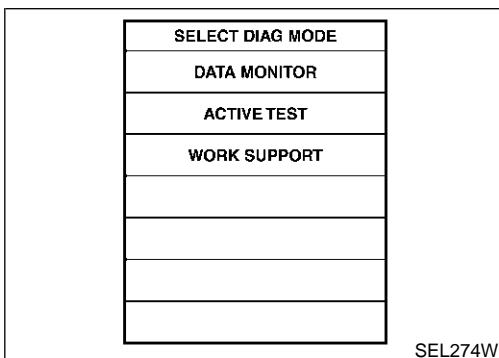 SELECT DIAG MODE
DATA MONITOR
ACTIVE TEST
WORK SUPPORT
SEL274W